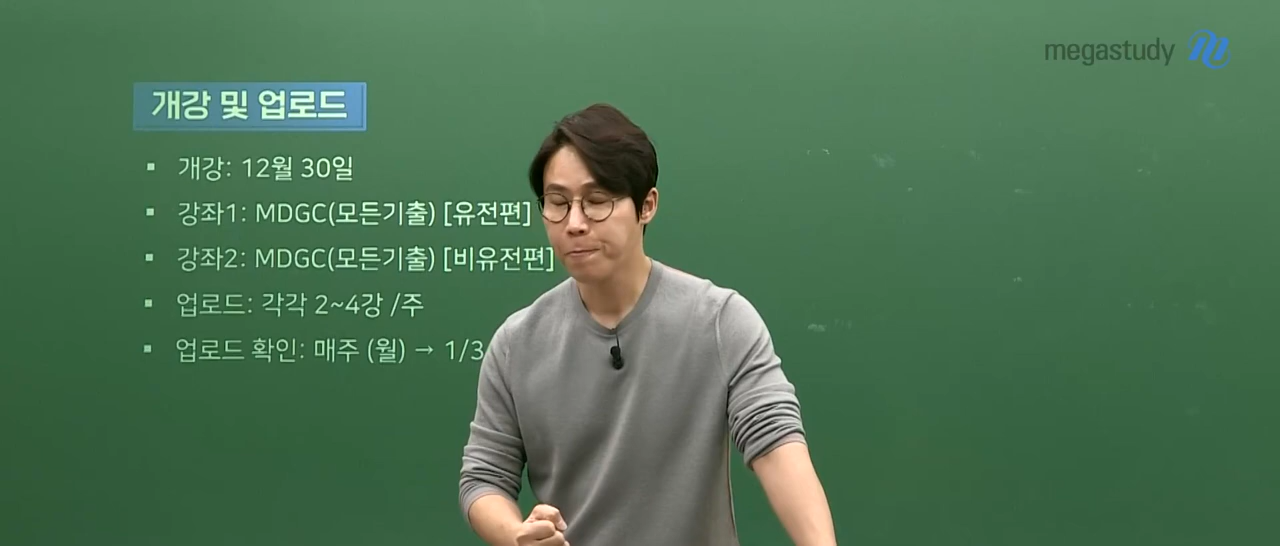 megastudy
개강 및 업로드
▪ 개강: 12월 30일
▪ 강좌1: MDGC(모든기출) [유전편]
▪ 강좌2: MDGC(모든기출) [비유전편]
▪ 업로드: 각각 2~4강 /주
▪ 업로드 확인: 매주 (월) → 1/3